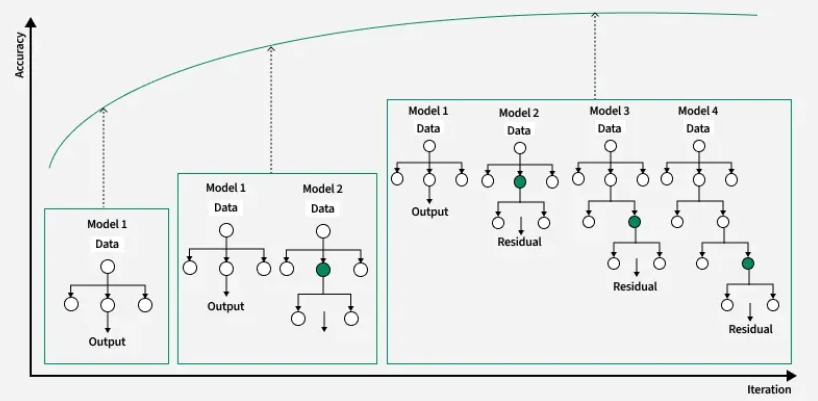 Accuracy
Model 1
Data
Output
Model 1
Data
Output
Model 2
Data
Model 1
Data
Output
Model 2
Data
Residual
Model 3
Data
Residual
Model 4
Data
Residual
Iteration